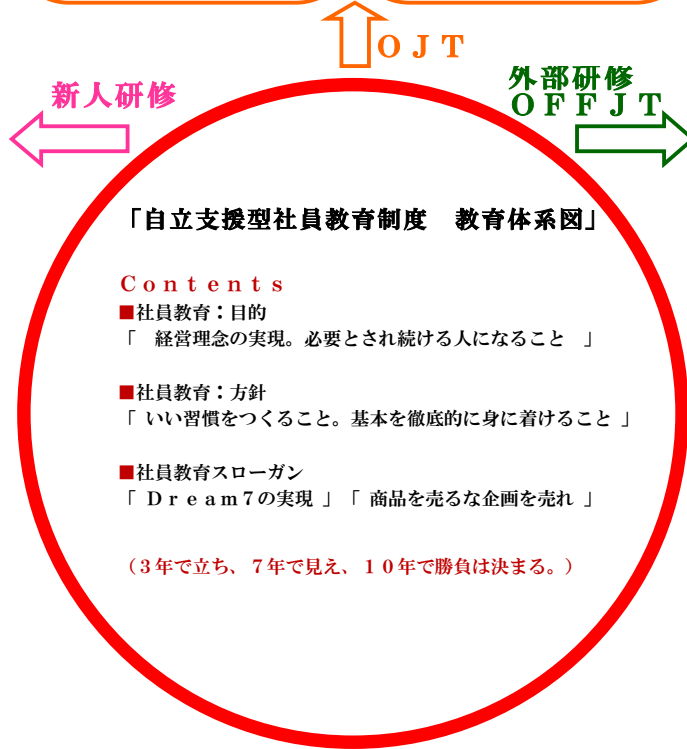 ＯＪＴ
新人研修
外部研修
ＯＦＦＪＴ
「自立支援型社員教育制度　教育体系図」
Ｃｏｎｔｅｎｔｓ
■社員教育：目的
「　経営理念の実現。必要とされ続ける人になること　」
■社員教育：方針
「 いい習慣をつくること。基本を徹底的に身に着けること 」
■社員教育スローガン
「 Ｄｒｅａｍ７の実現 」「 商品を売るな企画を売れ 」
（３年で立ち、７年で見え、１０年で勝負は決まる。）